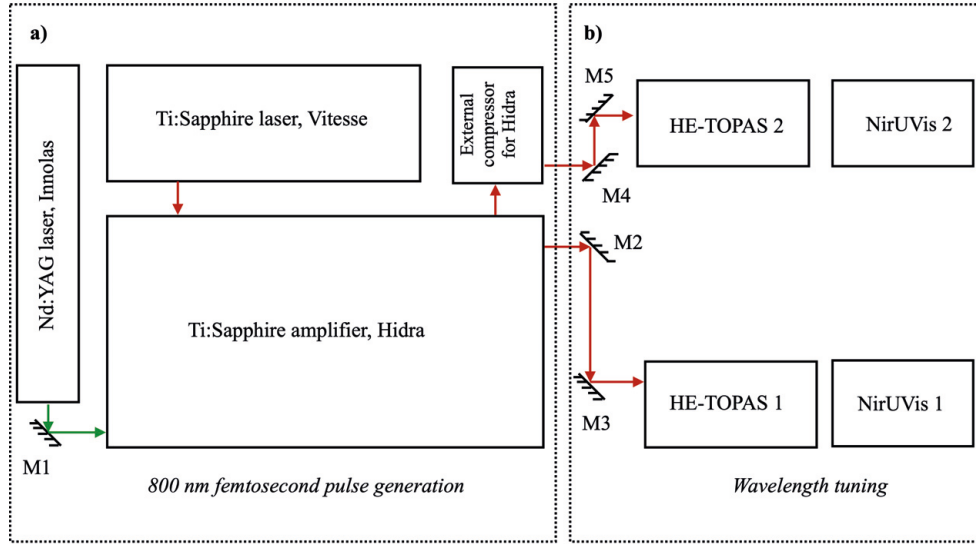 a)
Nd:YAG laser, Innolas
Ti:Sapphire laser, Vitesse
External
compressor
for Hidra
Ti:Sapphire amplifier, Hidra
M1
800 nm femtosecond pulse generation
b)
M5
HE-TOPAS 2
NirUVis 2
M4
M2
M3
HE-TOPAS 1
NirUVis 1
Wavelength tuning